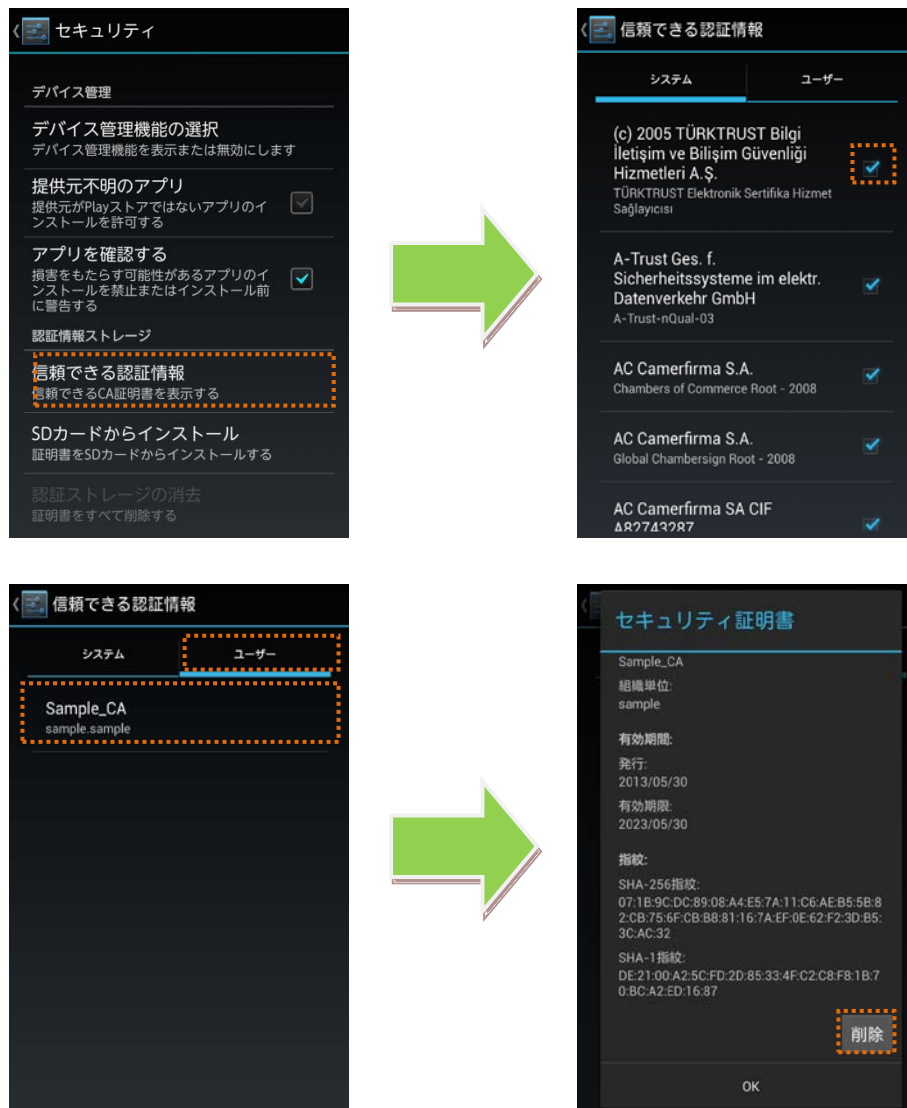 セキュリティ
デバイス管理
デバイス管理機能の選択
デバイス管理機能を表示または無効にします
提供元不明のアプリ
提供元がPlayストアではないアプリのイ
ンストールを許可する
アプリを確認する
損害をもたらす可能性があるアプリのイ
ンストールを禁止またはインストール前
に警告する
認証情報ストレージ
信頼できる認証情報
信頼できるCA証明書を表示する
SDカードからインストール
証明書をSDカードからインストールする
認証ストレージの消去
証明書をすべて削除する
信頼できる認証情報
システム
ユーザー
(c) 2005 TÜRKTRUST Bilgi
İletişim ve Bilişim Güvenliği
Hizmetleri A.Ş.
TÜRKTRUST Elektronik Sertifika Hizmet
Sağlayıcısı
A-Trust Ges. f.
Sicherheitssysteme im elektr.
Datenverkehr GmbH
A-Trust-nQual-03
AC Camerfirma S.A.
Chambers of Commerce Root - 2008
AC Camerfirma S.A.
Global Chambersign Root - 2008
AC Camerfirma SA CIF
A82743287
信頼できる認証情報
システム
ユーザー
Sample_CA
sample.sample
セキュリティ証明書
Sample_CA
組織単位:
sample
有効期間:
発行:
2013/05/30
有効期限:
2023/05/30
指紋:
SHA-256指紋:
07:1B:9C:DC:89:08:A4:E5:7A:11:C6:AE:B5:5B:8
2:CB:75:6F:CB:B8:81:16:7A:EF:0E:62:F2:3D:B5:
3C:AC:32
SHA-1指紋:
DE:21:00:A2:5C:FD:2D:85:33:4F:C2:C8:F8:1B:7
0:BC:A2:ED:16:87
削除
OK